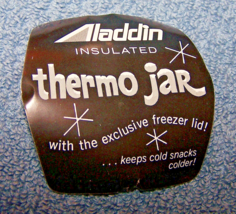 Aladdin
INSULATED
thermo jar
with the exclusive freezer lid!
...keeps cold snacks
colder!